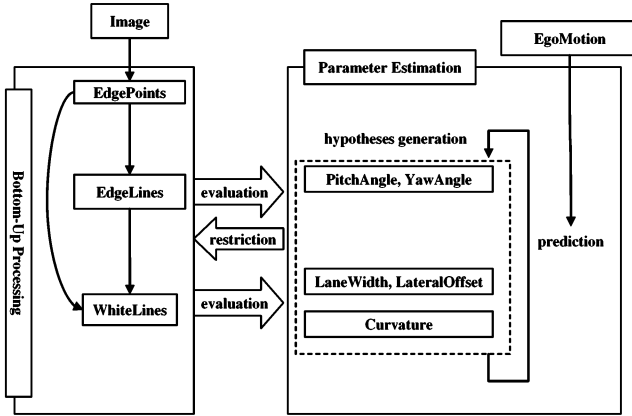 Image
EgoMotion
Parameter Estimation
EdgePoints
hypotheses generation
Bottom-Up Processing
EdgeLines
evaluation
PitchAngle, YawAngle
restriction
prediction
LaneWidth, LateralOffset
WhiteLines
evaluation
Curvature